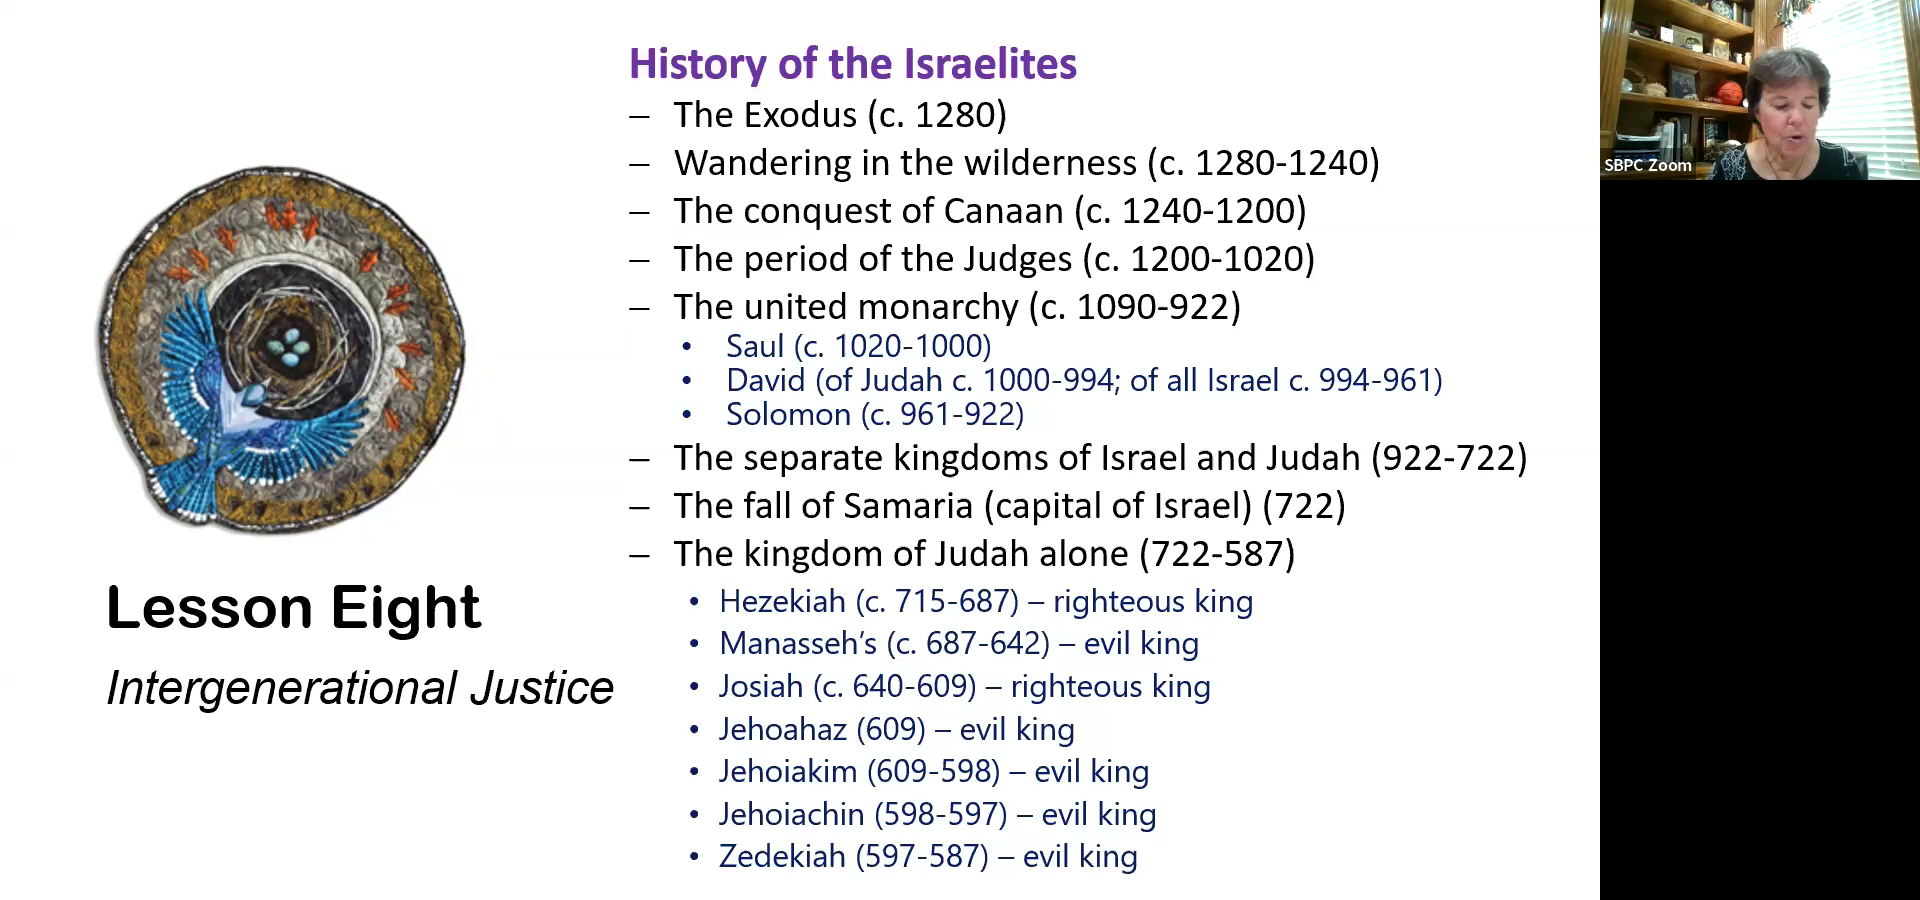 History of the Israelites
– The Exodus (c. 1280)
– Wandering in the wilderness (c. 1280-1240)
– The conquest of Canaan (c. 1240-1200)
– The period of the Judges (c. 1200-1020)
– The united monarchy (c. 1090-922)
• Saul (c. 1020-1000)
• David (of Judah c. 1000-994; of all Israel c. 994-961)
• Solomon (c. 961-922)
– The separate kingdoms of Israel and Judah (922-722)
– The fall of Samaria (capital of Israel) (722)
– The kingdom of Judah alone (722-587)
• Hezekiah (c. 715-687) – righteous king
• Manasseh’s (c. 687-642) – evil king
• Josiah (c. 640-609) – righteous king
• Jehoahaz (609) – evil king
• Jehoiakim (609-598) – evil king
• Jehoiachin (598-597) – evil king
• Zedekiah (597-587) – evil king
Lesson Eight
Intergenerational Justice
SBPC Zoom